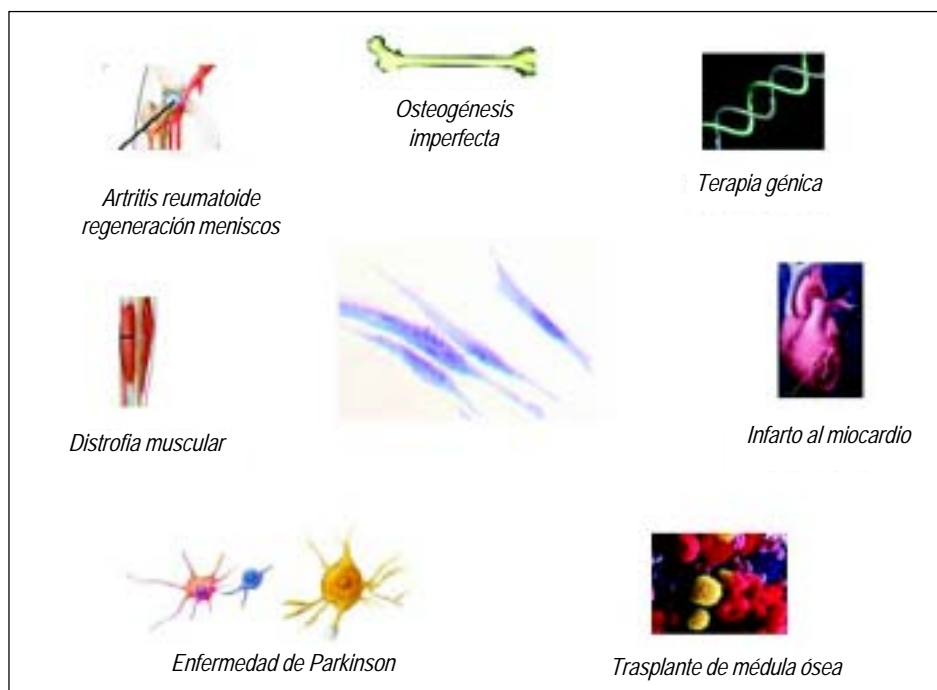 Osteogénesis
imperfecta
Artritis reumatoide
regeneración meniscos
Terapia génica
Distrofia muscular
Infarto al miocardio
Enfermedad de Parkinson
Trasplante de médula ósea